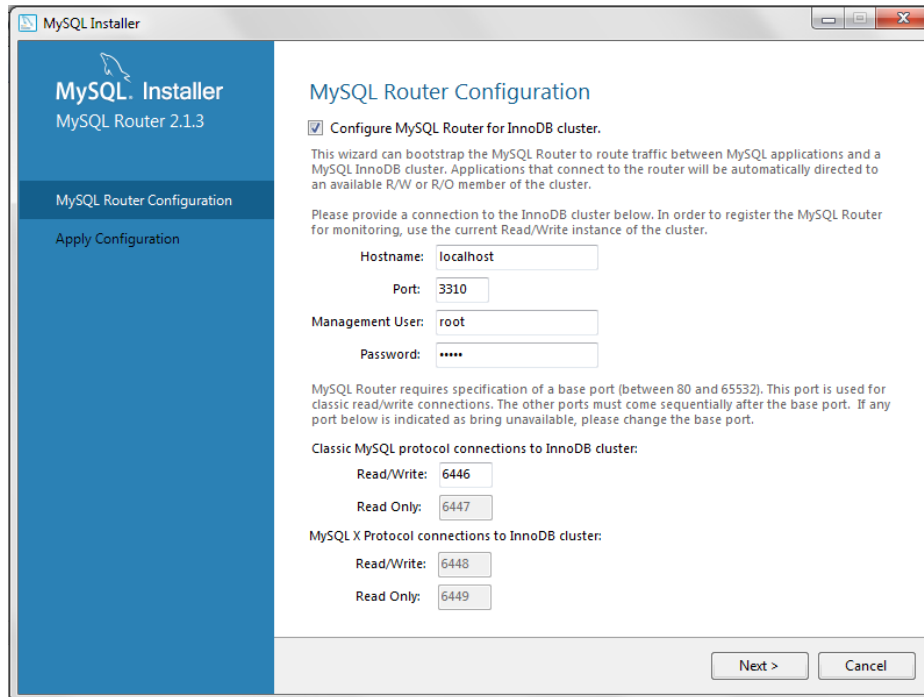 MySQL Installer
MySQL. Installer
MySQL Router 2.1.3
MySQL Router Configuration
Apply Configuration
MySQL Router Configuration
Configure MySQL Router for InnoDB cluster.
This wizard can bootstrap the MySQL Router to route traffic between MySQL applications and a
MySQL InnoDB cluster. Applications that connect to the router will be automatically directed to
an available R/W or R/O member of the cluster.
Please provide a connection to the InnoDB cluster below. In order to register the MySQL Router
for monitoring, use the current Read/Write instance of the cluster.
Hostname: localhost
Port: 3310
Management User: root
Password: •••••
MySQL Router requires specification of a base port (between 80 and 65532). This port is used for
classic read/write connections. The other ports must come sequentially after the base port. If any
port below is indicated as bring unavailable, please change the base port.
Classic MySQL protocol connections to InnoDB cluster:
Read/Write: 6446
Read Only: 6447
MySQL X Protocol connections to InnoDB cluster:
Read/Write: 6448
Read Only: 6449
Next > Cancel